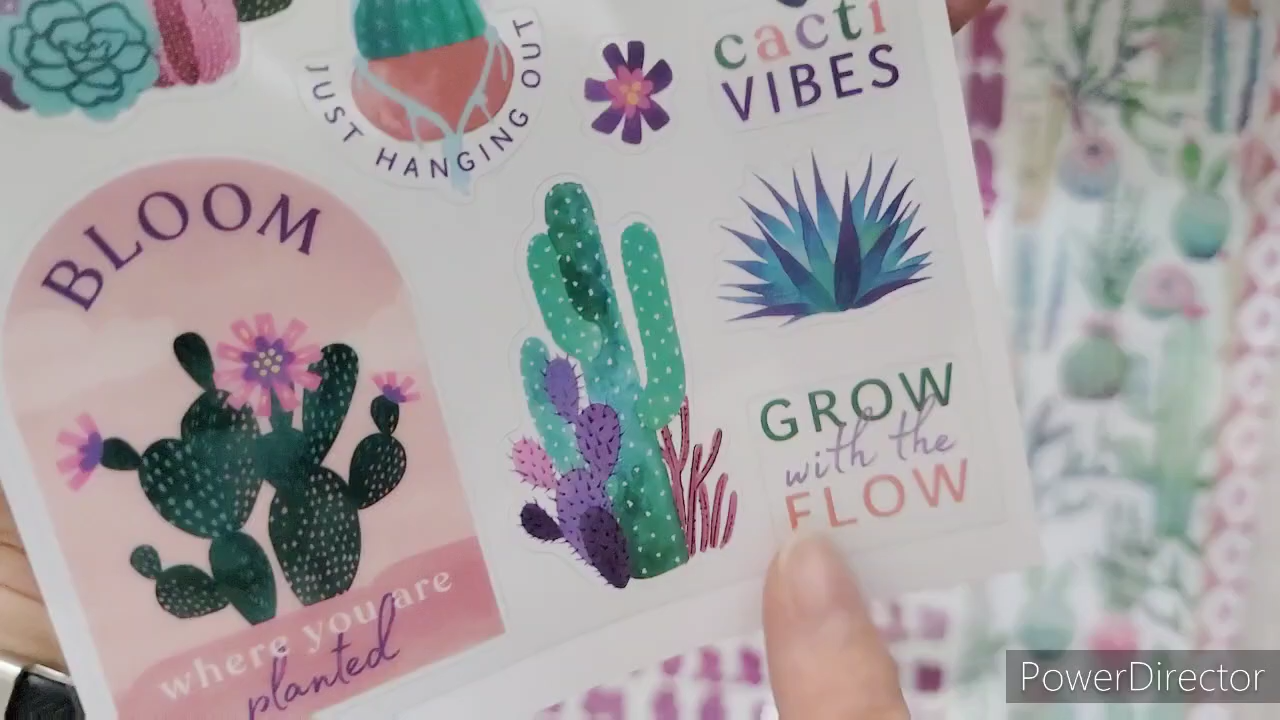 JUST HANGING OUT
cacti
VIBES
BLOOM
where you are
planted
GROW
with the
FLOW
PowerDirector